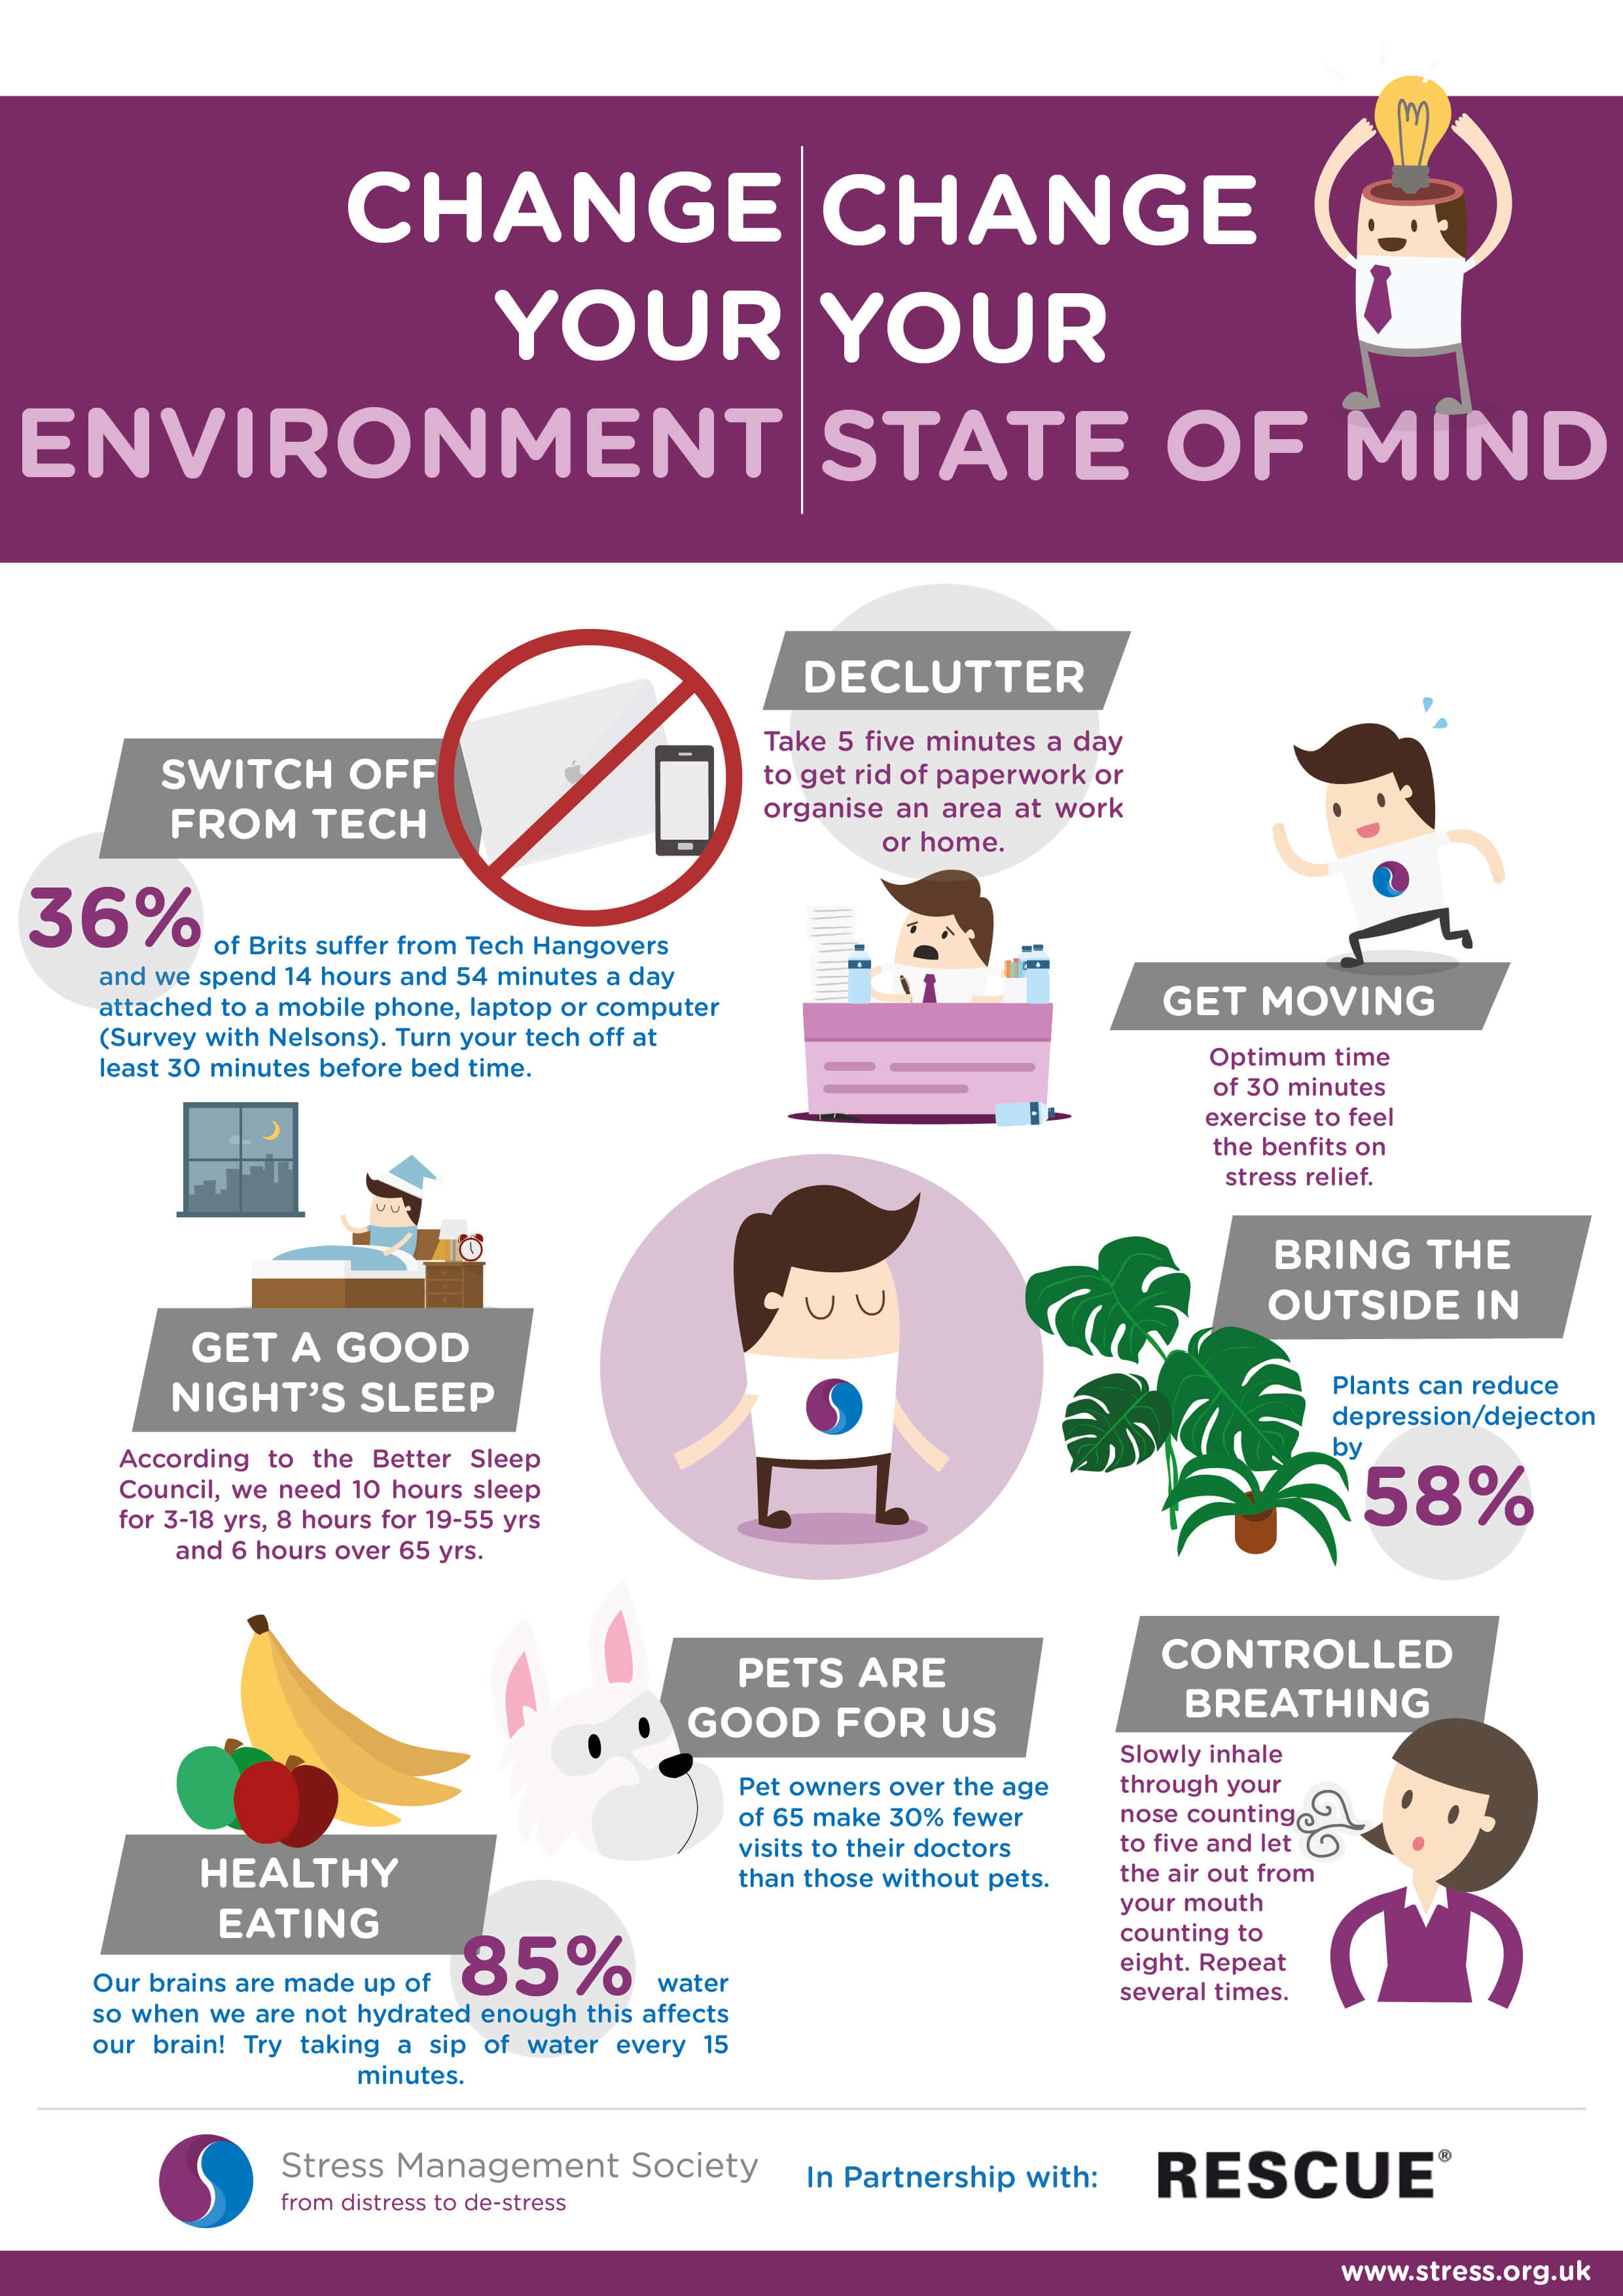 CHANGE
YOUR
ENVIRONMENT
CHANGE
YOUR
STATE OF MIND
SWITCH OFF
FROM TECH
36%
of Brits suffer from Tech Hangovers
and we spend 14 hours and 54 minutes a day
attached to a mobile phone, laptop or computer
(Survey with Nelsons). Turn your tech off at
least 30 minutes before bed time.
DECLUTTER
Take 5 five minutes a day
to get rid of paperwork or
organise an area at work
or home.
GET MOVING
Optimum time
of 30 minutes
exercise to feel
the benfits on
stress relief.
GET A GOOD
NIGHT'S SLEEP
According to the Better Sleep
Council, we need 10 hours sleep
for 3-18 yrs, 8 hours for 19-55 yrs
and 6 hours over 65 yrs.
BRING THE
OUTSIDE IN
Plants can reduce
depression/dejecton
by
58%
HEALTHY
EATING
Our brains are made up of 85% water
so when we are not hydrated enough this affects
our brain! Try taking a sip of water every 15
minutes.
PETS ARE
GOOD FOR US
Pet owners over the age
of 65 make 30% fewer
visits to their doctors
than those without pets.
CONTROLLED
BREATHING
Slowly inhale
through your
nose counting
to five and let
the air out from
your mouth
counting to
eight. Repeat
several times.
Stress Management Society
from distress to de-stress
In Partnership with:
RESCUE®
www.stress.org.uk